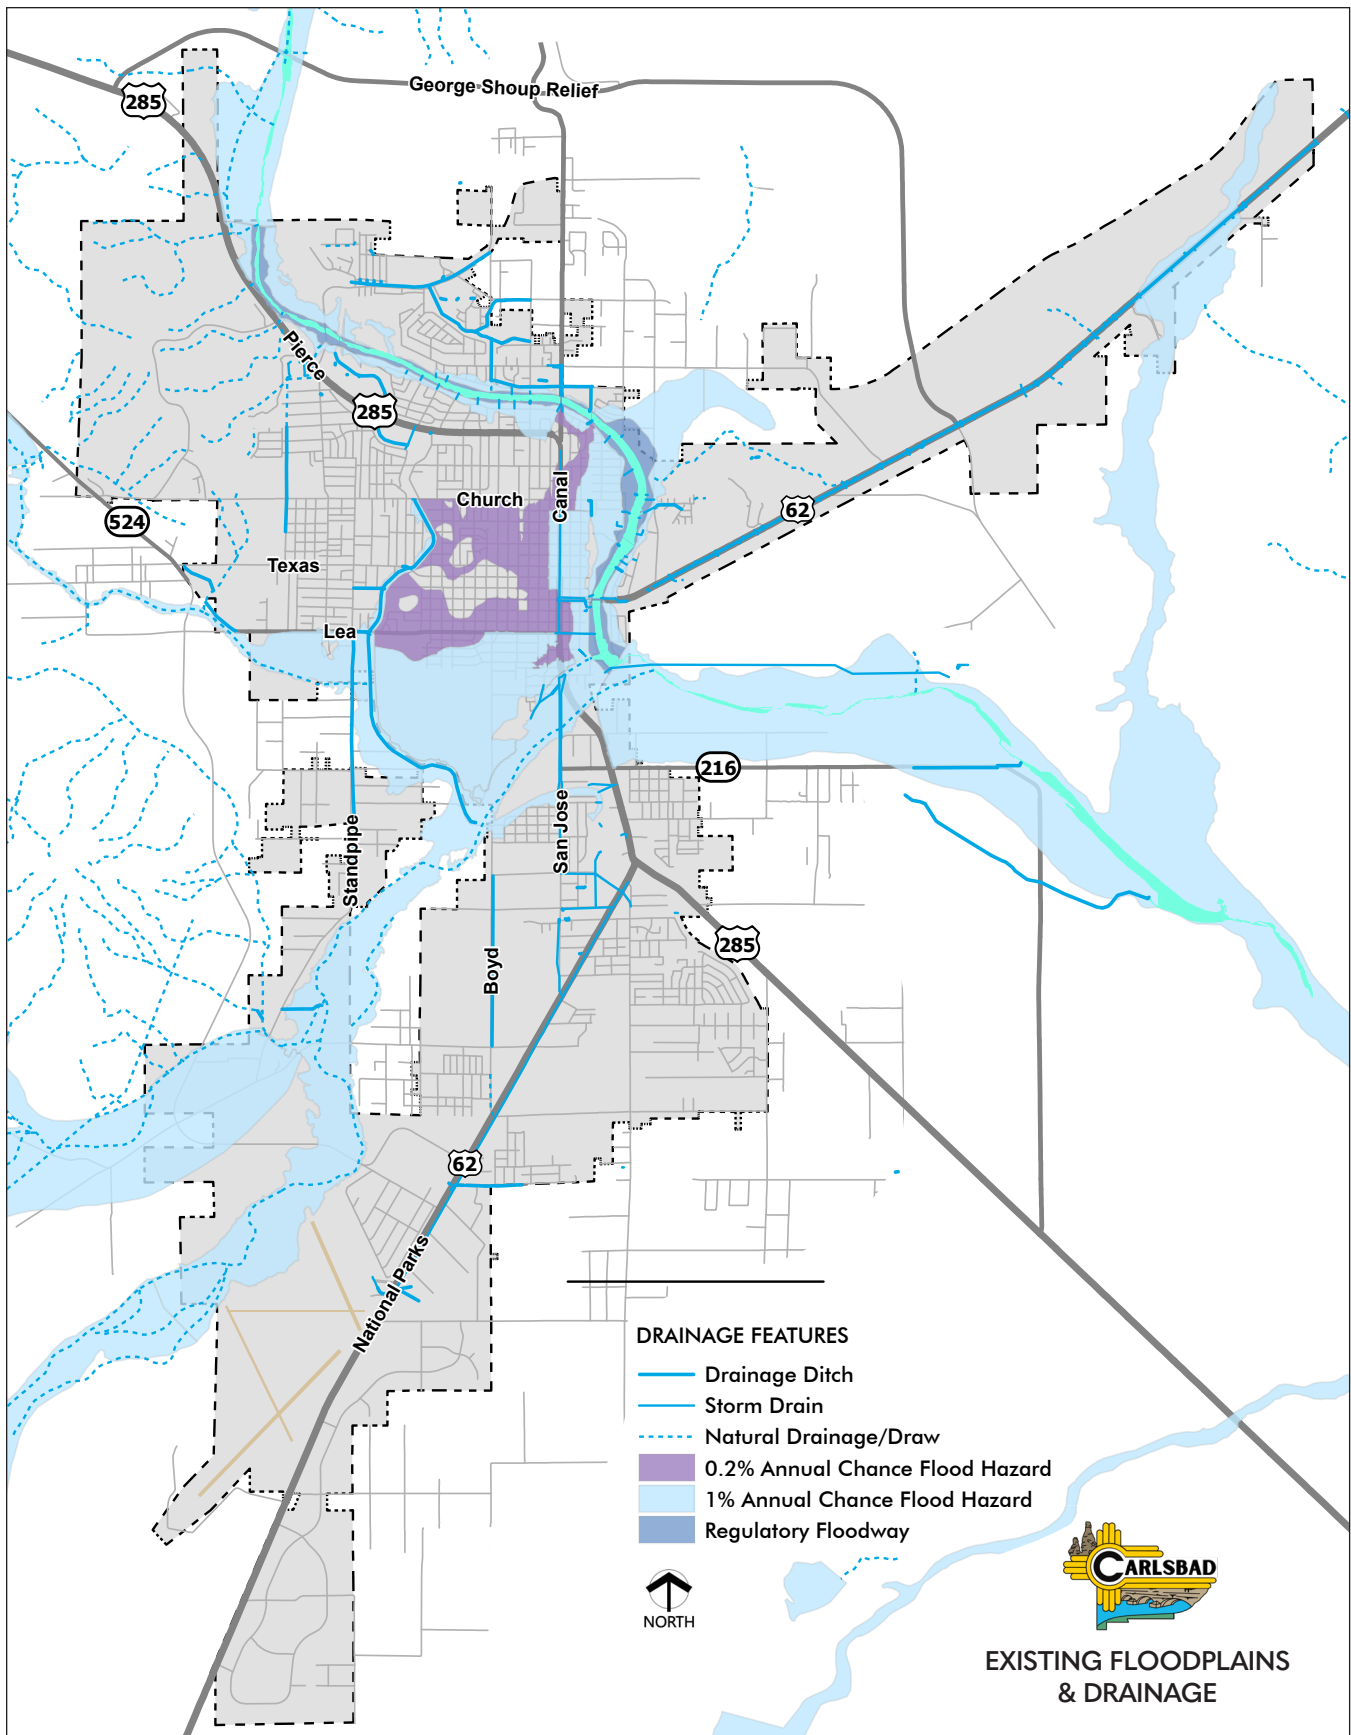 George Shoup Relief
285
Pierce
285
Church
Canal
524
62
Texas
Lea
216
San Jose
Standpipe
285
Boyd
62
National Parks
DRAINAGE FEATURES
Drainage Ditch
Storm Drain
Natural Drainage/Draw
0.2% Annual Chance Flood Hazard
1% Annual Chance Flood Hazard
Regulatory Floodway
NORTH
CARLSBAD
EXISTING FLOODPLAINS
& DRAINAGE